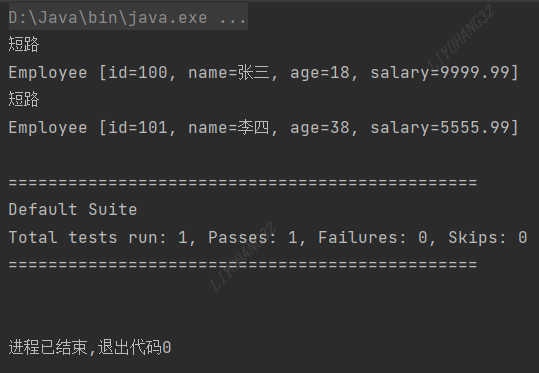 D:\Java\bin\java.exe ...
短路
Employee [id=100, name=张三, age=18, salary=9999.99]
短路
Employee [id=101, name=李四, age=38, salary=5555.99]
===============================================
Default Suite
Total tests run: 1, Passes: 1, Failures: 0, Skips: 0
===============================================
进程已结束,退出代码0
LIYUHANG32
LIYUHANG32